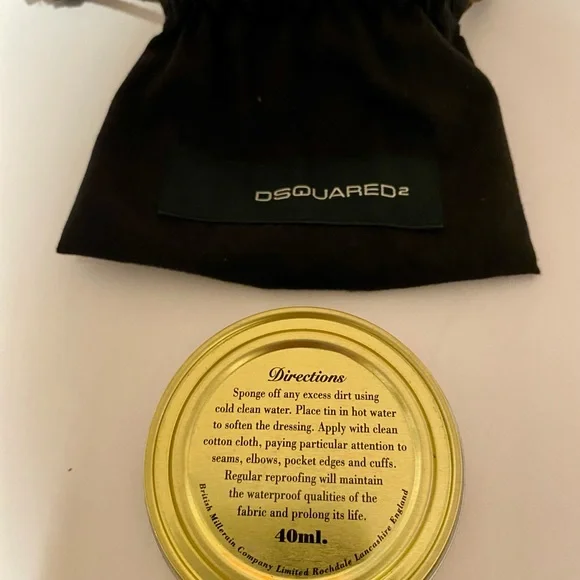 DSQUARED2
Directions
Sponge off any excess dirt using
cold clean water. Place tin in hot water
to soften the dressing. Apply with clean
cotton cloth, paying particular attention to
seams, elbows, pocket edges and cuffs.
Regular reproofing will maintain
the waterproof qualities of the
fabric and prolong its life.
40ml.
British Millerain Company Limited Rochdale Lancashire England